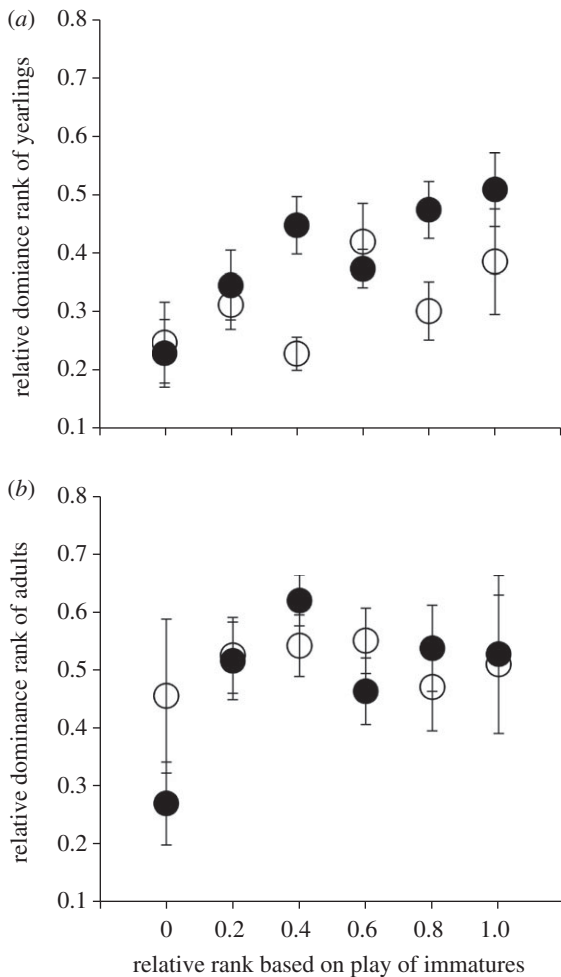 (a)
0.8
0.7
0.6
0.5
0.4
0.3
0.2
0.1
relative domiance rank of yearlings
(b)
0.8
0.7
0.6
0.5
0.4
0.3
0.2
0.1
relative dominance rank of adults
0 0.2 0.4 0.6 0.8 1.0
relative rank based on play of immatures